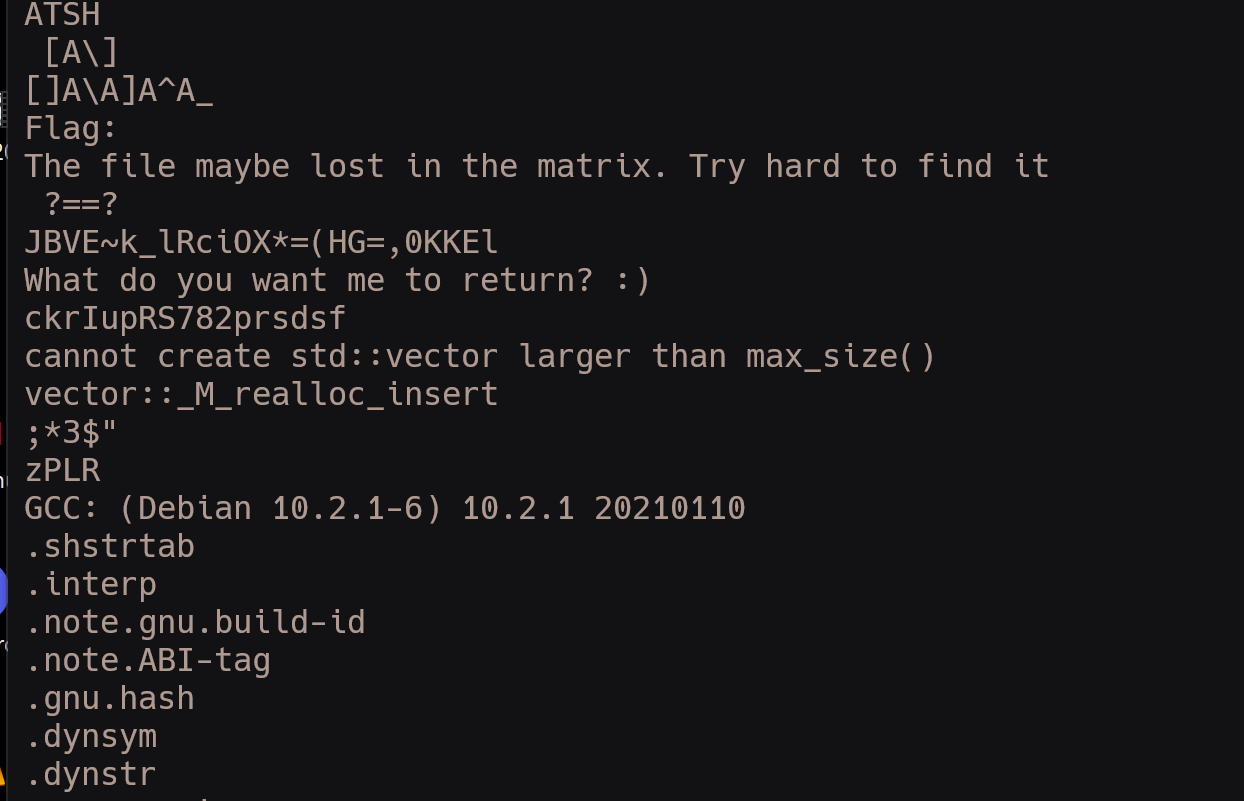 ATSH
[A\]
[]A\A]A^A_
Flag:
The file maybe lost in the matrix. Try hard to find it
?==?
JBVE~k_lRciOX*=(HG=,0KKEl
What do you want me to return? :)
ckrIupRS782prsdsf
cannot create std::vector larger than max_size()
vector::_M_realloc_insert
;*3$"
zPLR
GCC: (Debian 10.2.1-6) 10.2.1 20210110
.shstrtab
.interp
.note.gnu.build-id
.note.ABI-tag
.gnu.hash
.dynsym
.dynstr